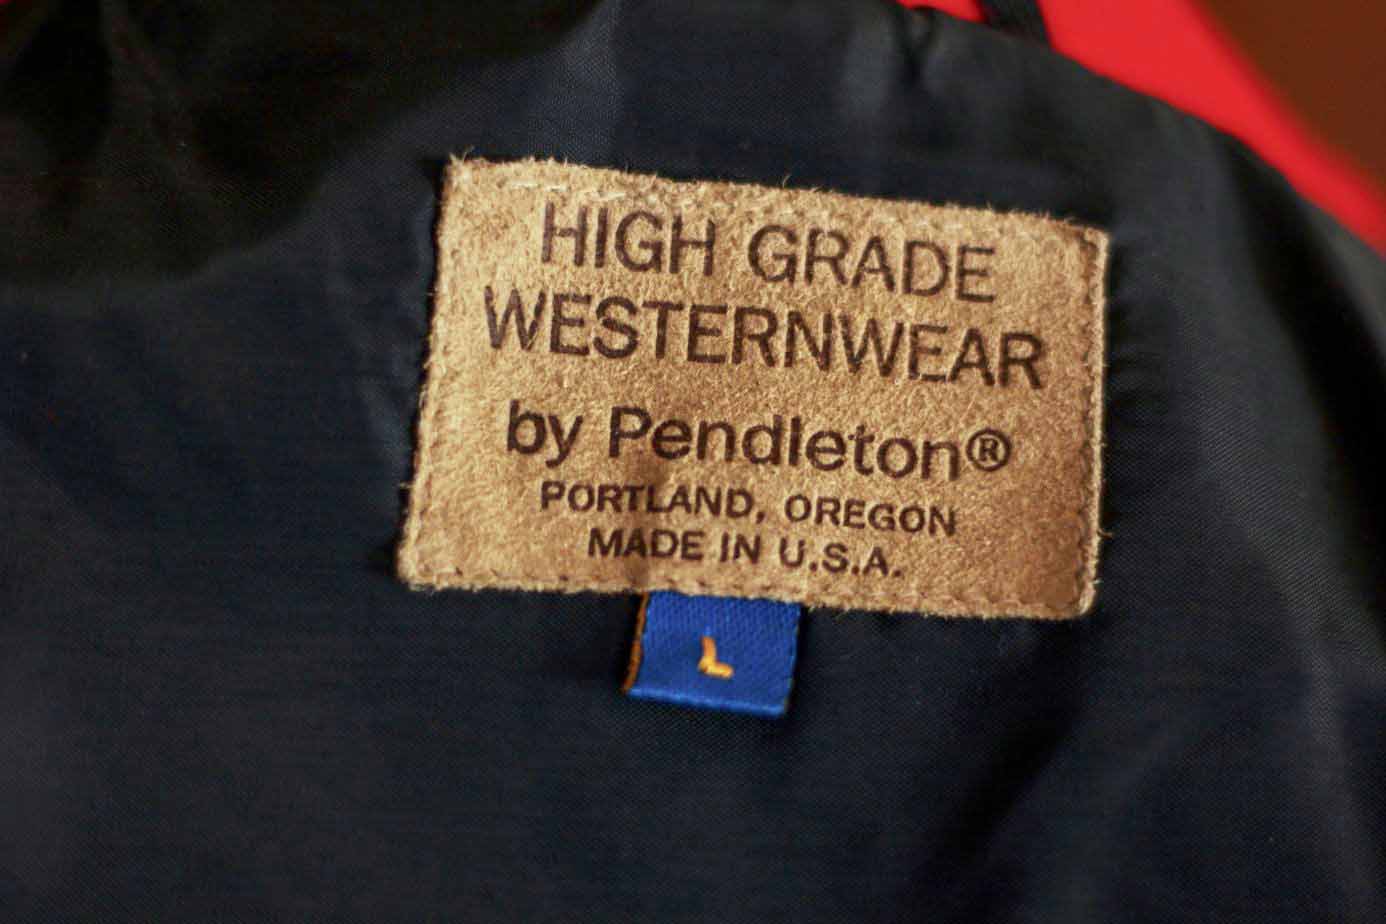 HIGH GRADE
WESTERNWEAR
by Pendleton®
PORTLAND, OREGON
MADE IN U.S.A.
L